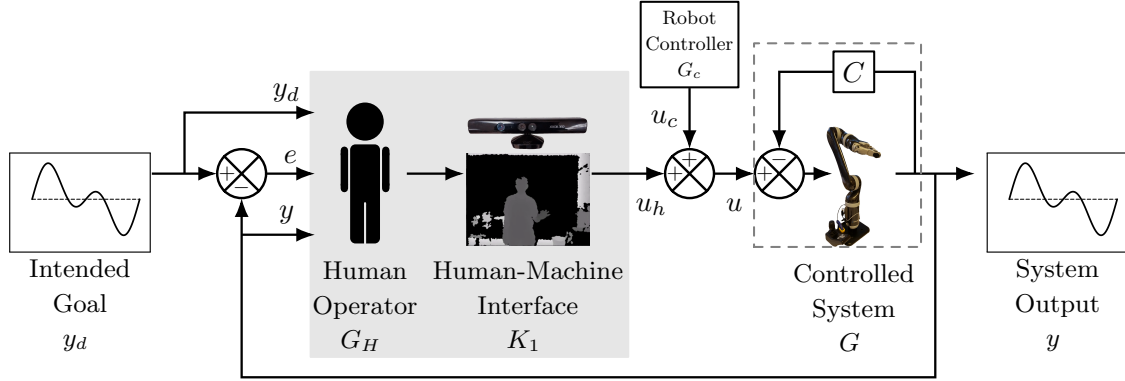 Robot
Controller
G_c
C
y_d
u_c
e
+
−
+
+
−
+
y
u_h
u
Intended
Goal
y_d
Human
Operator
G_H
Human-Machine
Interface
K_1
Controlled
System
G
System
Output
y